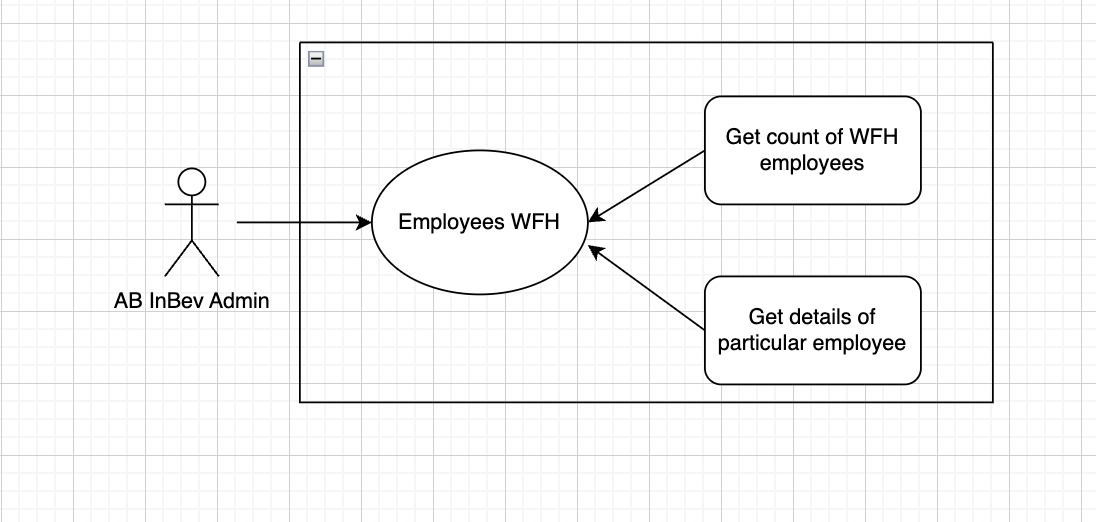 Get count of WFH
employees
Employees WFH
AB InBev Admin
Get details of
particular employee